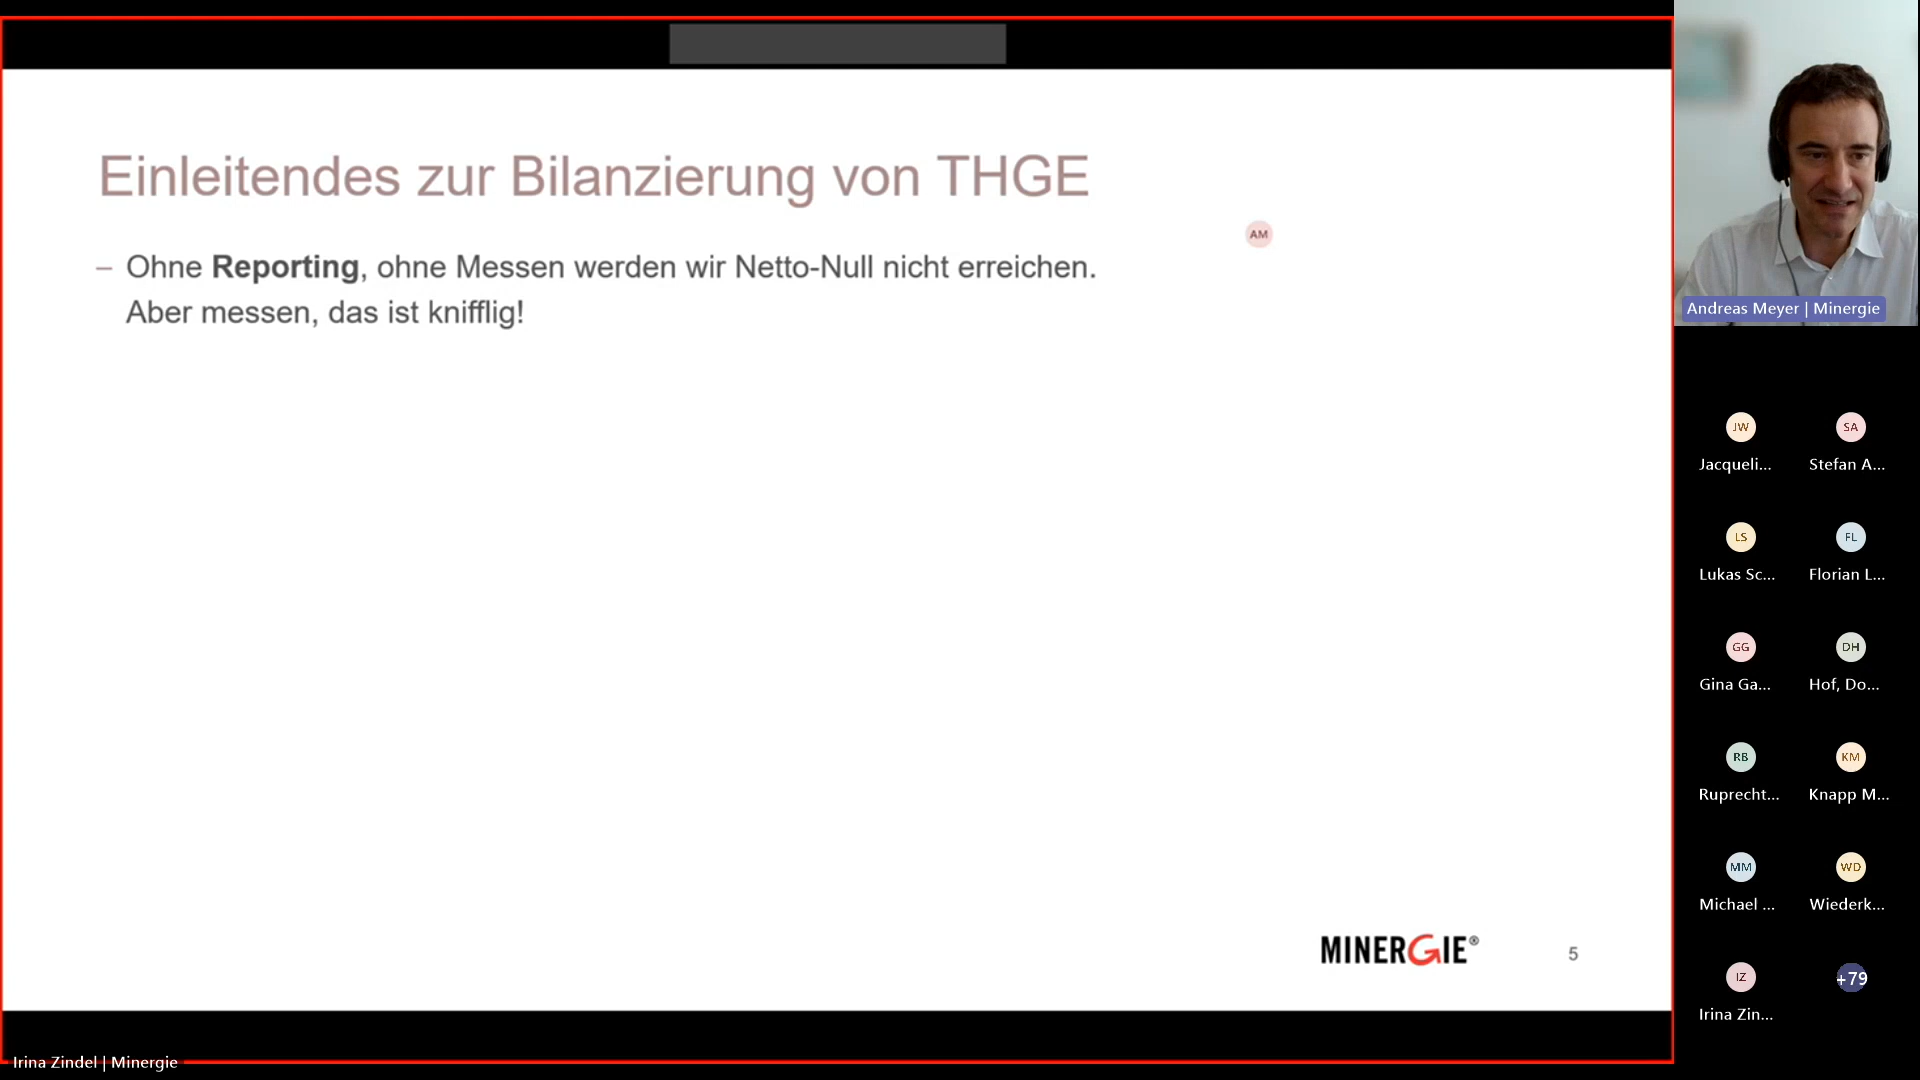 Einleitendes zur Bilanzierung von THGE
AM
– Ohne Reporting, ohne Messen werden wir Netto-Null nicht erreichen.
Aber messen, das ist knifflig!
MINERGIE®
5
Irina Zindel | Minergie
Andreas Meyer | Minergie
JW
SA
Jacqueli...
Stefan A...
LS
FL
Lukas Sc...
Florian L...
GG
DH
Gina Ga...
Hof, Do...
RB
KM
Ruprecht...
Knapp M...
MM
WD
Michael ...
Wiederk...
IZ
+79
Irina Zin...